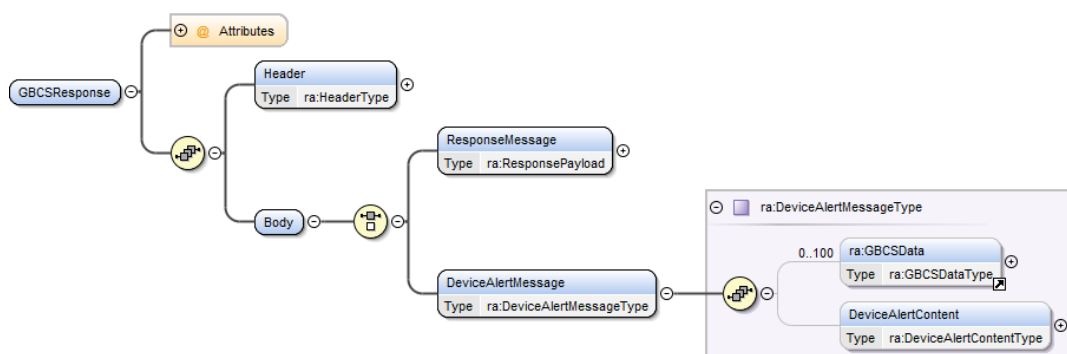 @ Attributes
GBCSResponse
Header
Type ra:HeaderType
ResponseMessage
Type ra:ResponsePayload
Body
ra:DeviceAlertMessageType
0..100
ra:GBCSData
Type ra:GBCSDataType
DeviceAlertMessage
Type ra:DeviceAlertMessageType
DeviceAlertContent
Type ra:DeviceAlertContentType